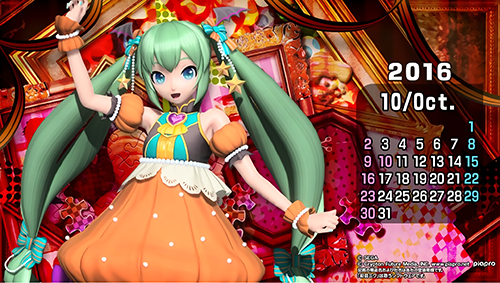 2016
10/Oct.
1
2 3 4 5 6 7 8
9 10 11 12 13 14 15
16 17 18 19 20 21 22
23 24 25 26 27 28 29
30 31
© SEGA
© Crypton Future Media, INC. www.piapro.net piapro